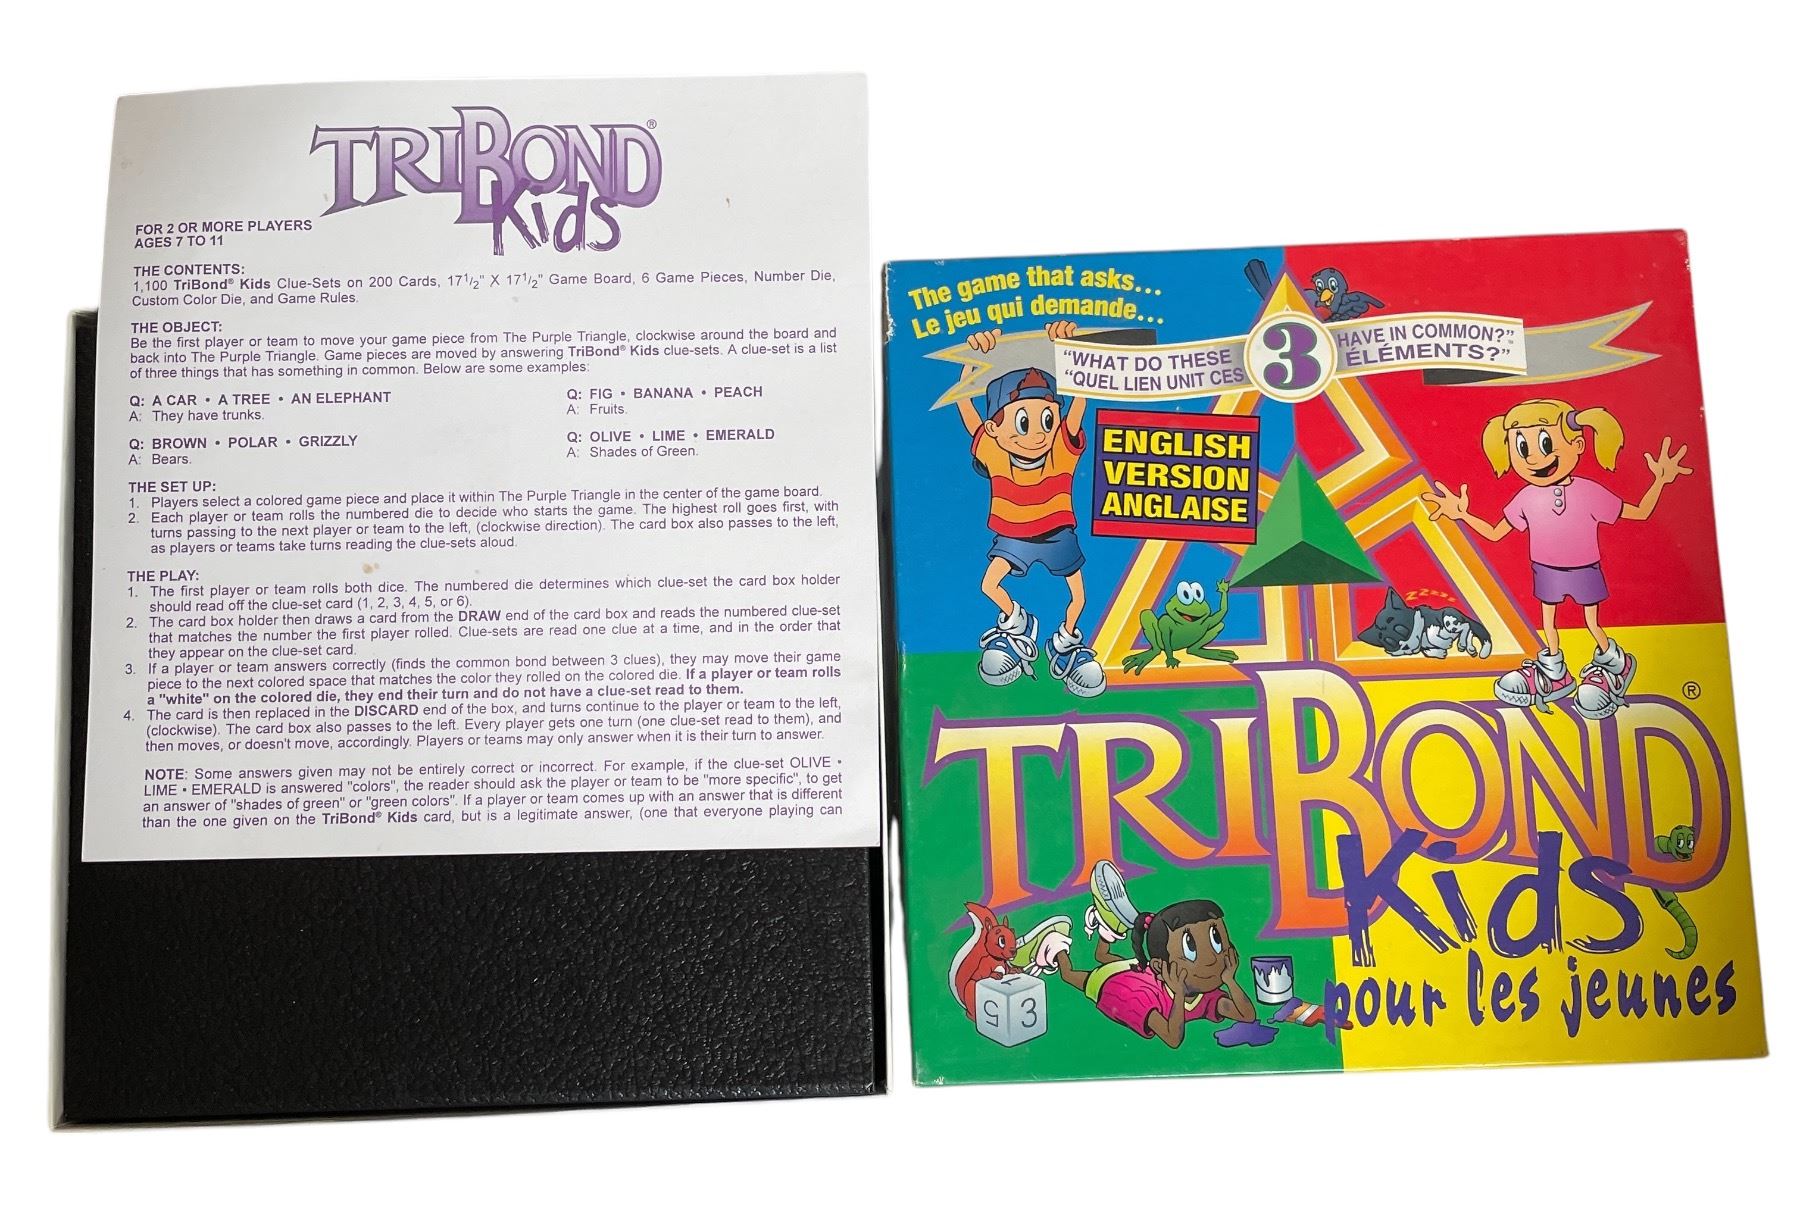 TRIBOND®
Kids
FOR 2 OR MORE PLAYERS
AGES 7 TO 11
THE CONTENTS:
1,100 TriBond® Kids Clue-Sets on 200 Cards, 17 1/2" X 17 1/2" Game Board, 6 Game Pieces, Number Die,
Custom Color Die, and Game Rules.
THE OBJECT:
Be the first player or team to move your game piece from The Purple Triangle, clockwise around the board and
back into The Purple Triangle. Game pieces are moved by answering TriBond® Kids clue-sets. A clue-set is a list
of three things that has something in common. Below are some examples:
Q: A CAR • A TREE • AN ELEPHANT
A: They have trunks.
Q: FIG • BANANA • PEACH
A: Fruits.
Q: BROWN • POLAR • GRIZZLY
A: Bears.
Q: OLIVE • LIME • EMERALD
A: Shades of Green.
THE SET UP:
1. Players select a colored game piece and place it within The Purple Triangle in the center of the game board.
2. Each player or team rolls the numbered die to decide who starts the game. The highest roll goes first, with
turns passing to the next player or team to the left, (clockwise direction). The card box also passes to the left,
as players or teams take turns reading the clue-sets aloud.
THE PLAY:
1. The first player or team rolls both dice. The numbered die determines which clue-set the card box holder
should read off the clue-set card (1, 2, 3, 4, 5, or 6).
2. The card box holder then draws a card from the DRAW end of the card box and reads the numbered clue-set
that matches the number the first player rolled. Clue-sets are read one clue at a time, and in the order that
they appear on the clue-set card.
3. If a player or team answers correctly (finds the common bond between 3 clues), they may move their game
piece to the next colored space that matches the color they rolled on the colored die. If a player or team rolls
a "white" on the colored die, they end their turn and do not have a clue-set read to them.
4. The card is then replaced in the DISCARD end of the box, and turns continue to the player or team to the left,
(clockwise). The card box also passes to the left. Every player gets one turn (one clue-set read to them), and
then moves, or doesn't move, accordingly. Players or teams may only answer when it is their turn to answer.
NOTE: Some answers given may not be entirely correct or incorrect. For example, if the clue-set OLIVE •
LIME • EMERALD is answered "colors", the reader should ask the player or team to be "more specific", to get
an answer of "shades of green" or "green colors". If a player or team comes up with an answer that is different
than the one given on the TriBond® Kids card, but is a legitimate answer, (one that everyone playing can
The game that asks...
Le jeu qui demande...
"WHAT DO THESE 3 HAVE IN COMMON?"™
"QUEL LIEN UNIT CES ÉLÉMENTS?"
ENGLISH
VERSION
ANGLAISE
zzzzz
TRIBOND®
Kids
pour les jeunes
5 3